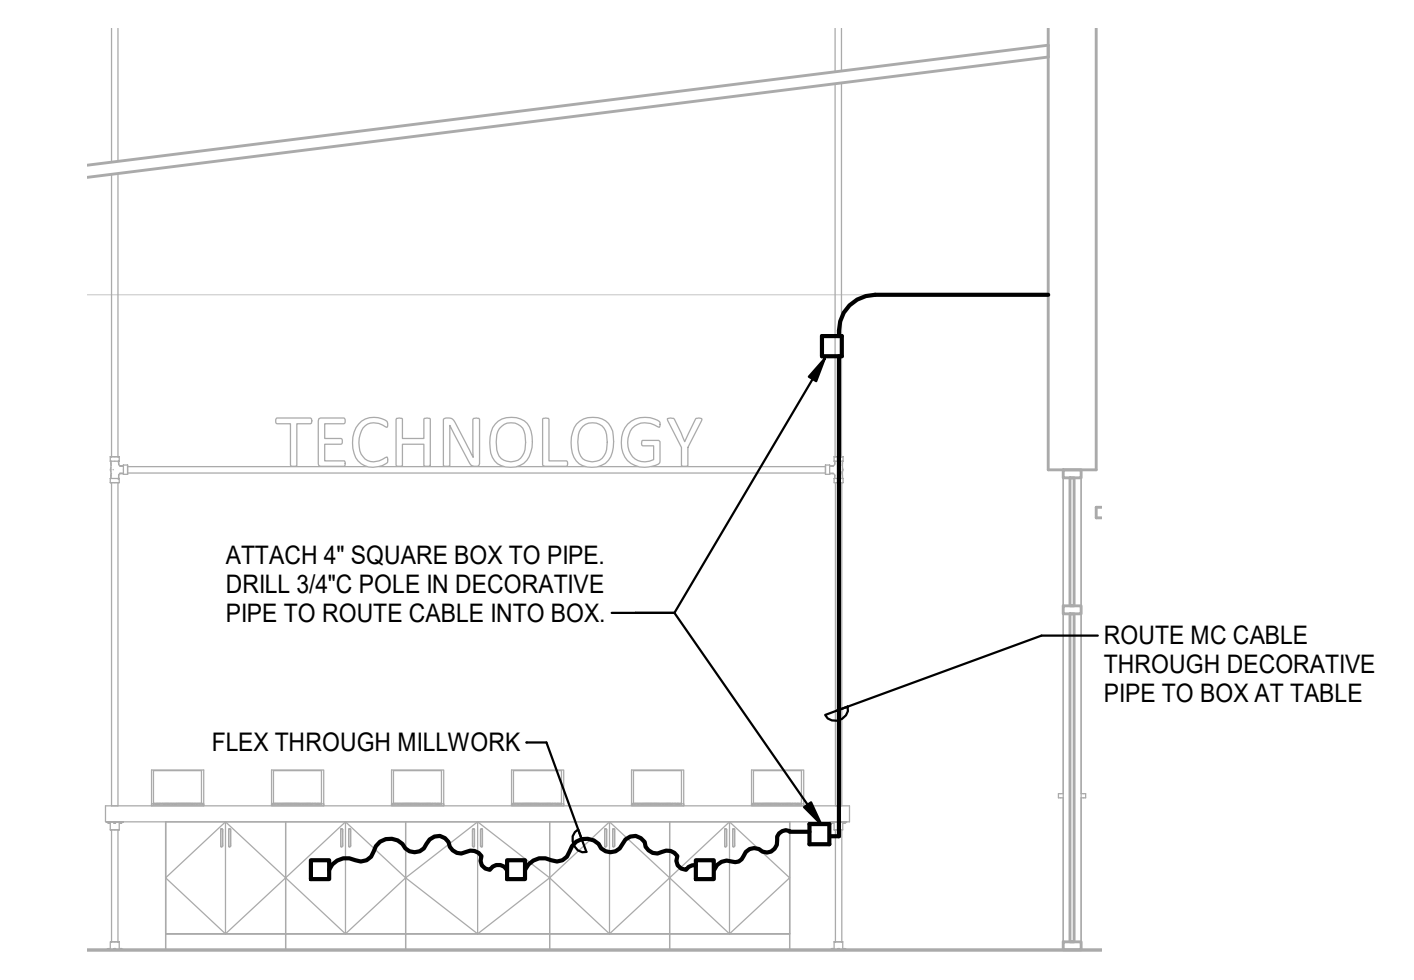 TECHNOLOGY
ATTACH 4" SQUARE BOX TO PIPE.
DRILL 3/4"C POLE IN DECORATIVE
PIPE TO ROUTE CABLE INTO BOX.
ROUTE MC CABLE
THROUGH DECORATIVE
PIPE TO BOX AT TABLE
FLEX THROUGH MILLWORK